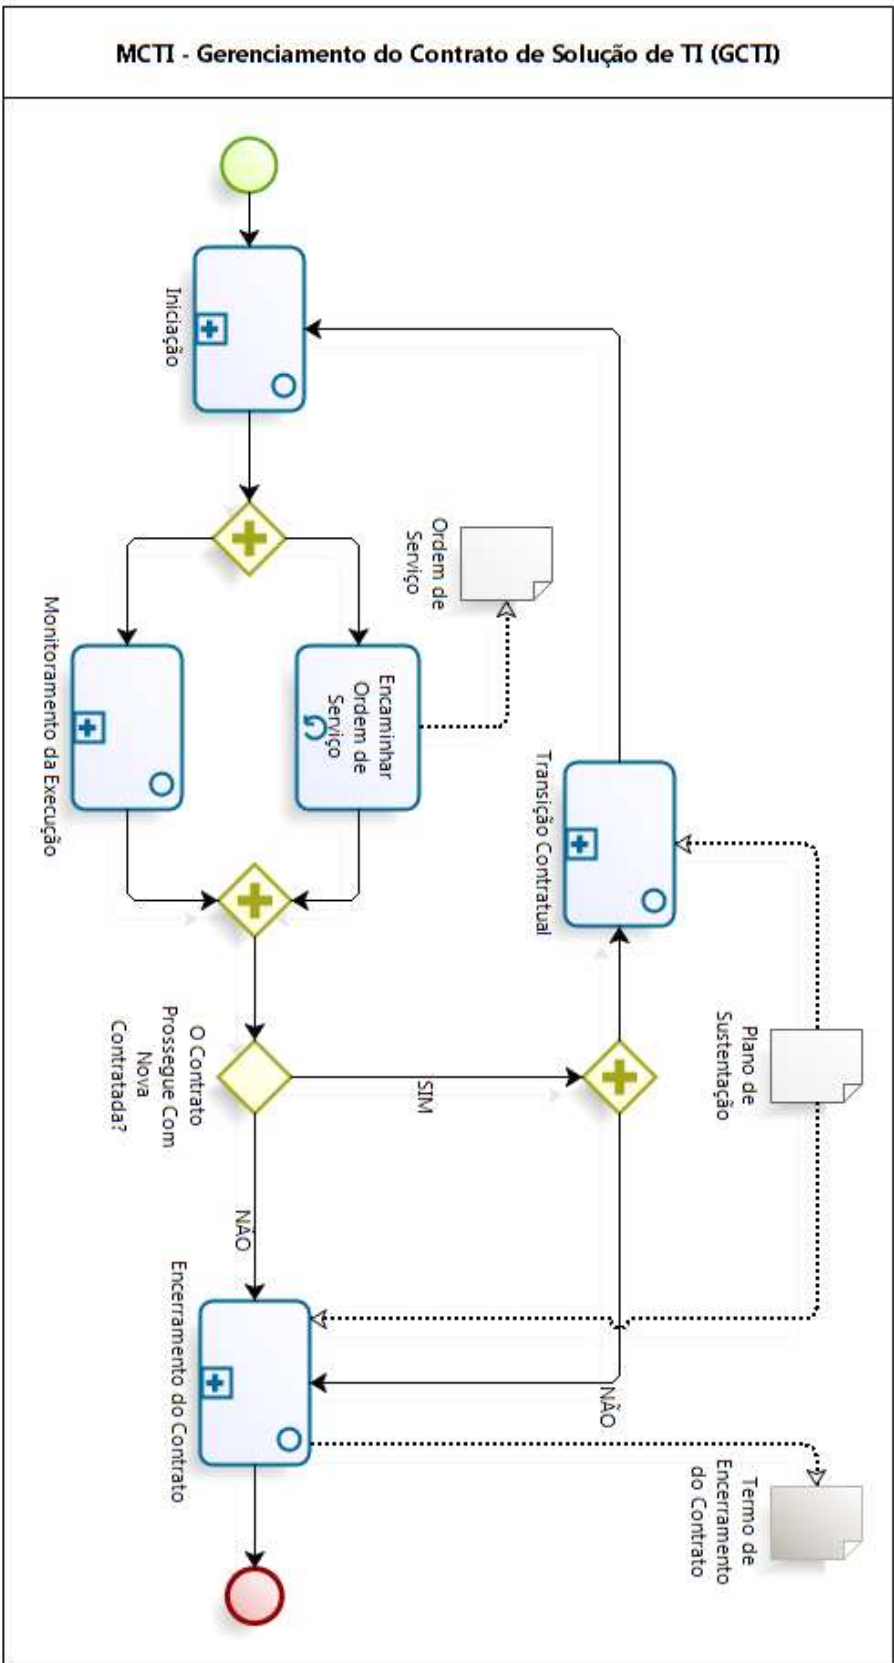 MCTI - Gerenciamento do Contrato de Solução de TI (GCTI)
Iniciação
Ordem de
Serviço
Encaminhar
Ordem de
Serviço
Monitoramento da Execução
Transição Contratual
Plano de
Sustentação
O Contrato
Prossegue Com
Nova
Contratada?
SIM
NÃO
NÃO
Encerramento do Contrato
Termo de
Encerramento
do Contrato